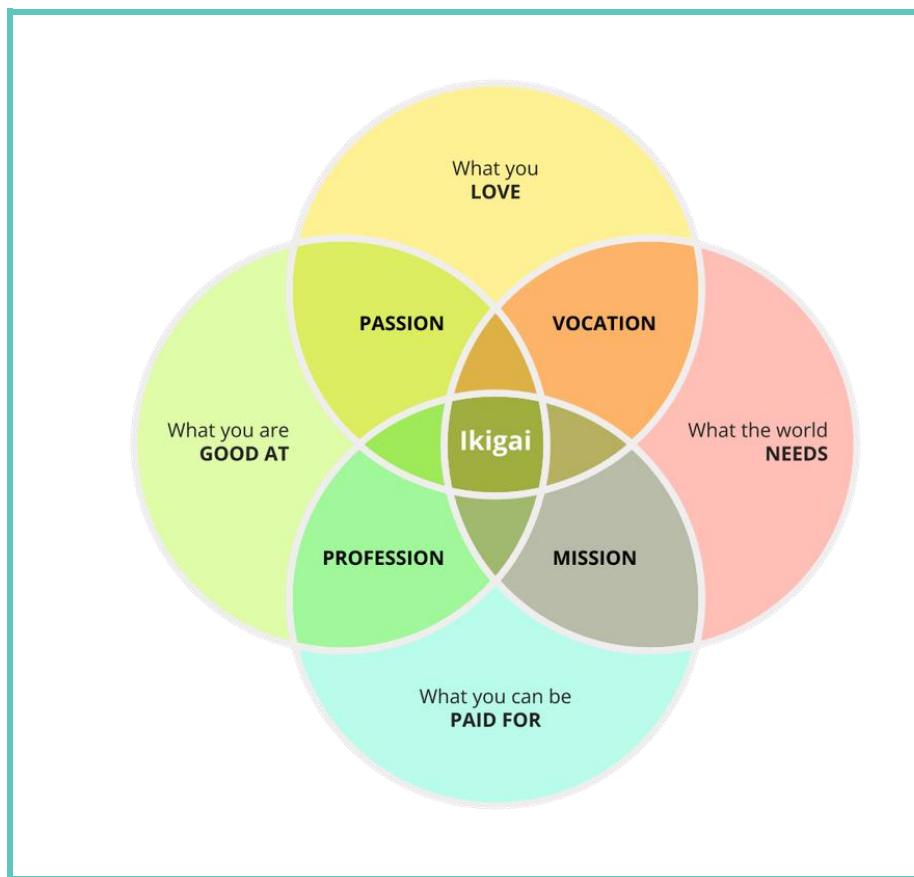 What you
LOVE
PASSION
VOCATION
What you are
GOOD AT
Ikigai
What the world
NEEDS
PROFESSION
MISSION
What you can be
PAID FOR